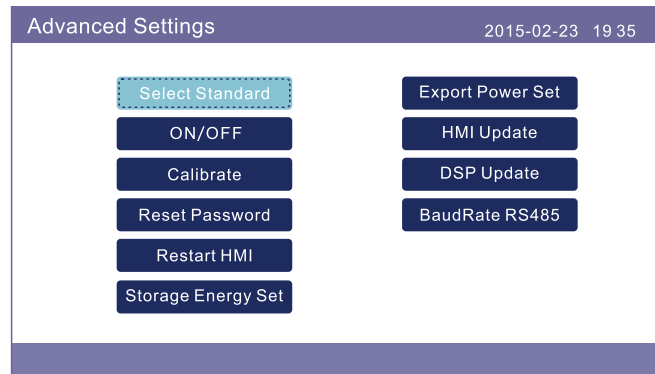 Advanced Settings
2015-02-23 19 35
Select Standard
ON/OFF
Calibrate
Reset Password
Restart HMI
Storage Energy Set
Export Power Set
HMI Update
DSP Update
BaudRate RS485